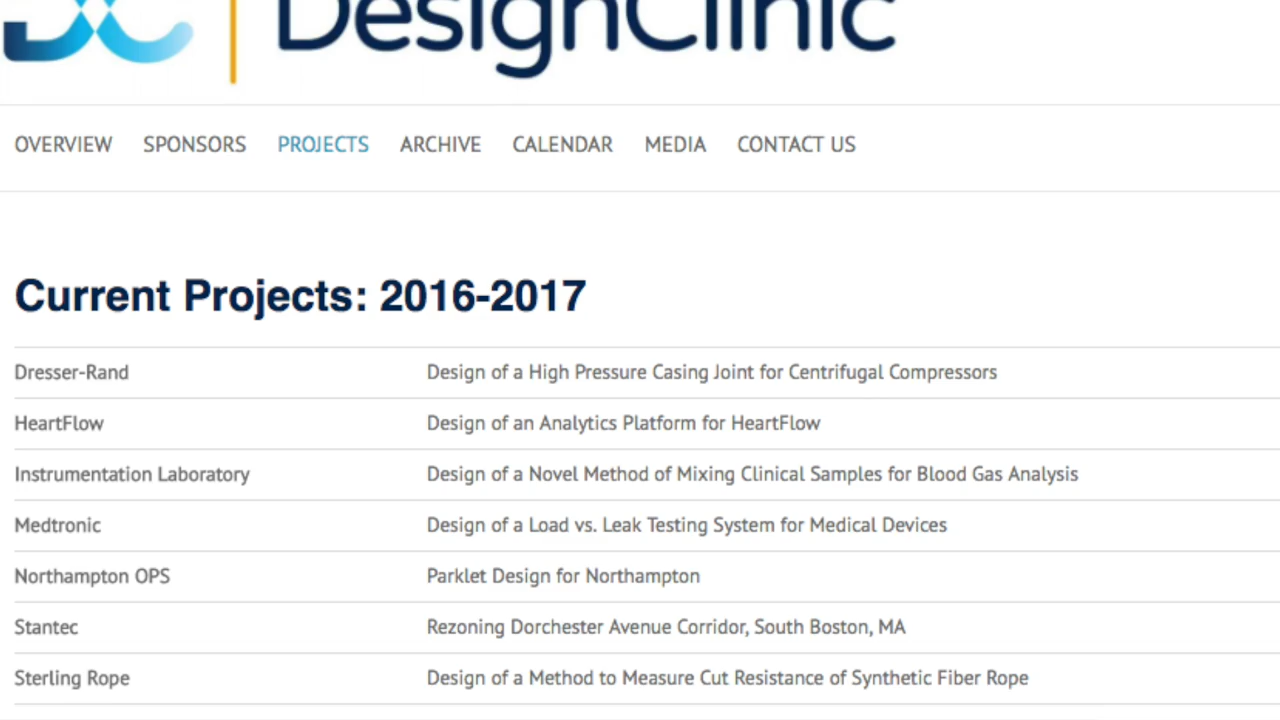 DesignClinic
OVERVIEW SPONSORS PROJECTS ARCHIVE CALENDAR MEDIA CONTACT US
Current Projects: 2016-2017
Dresser-Rand Design of a High Pressure Casing Joint for Centrifugal Compressors
HeartFlow Design of an Analytics Platform for HeartFlow
Instrumentation Laboratory Design of a Novel Method of Mixing Clinical Samples for Blood Gas Analysis
Medtronic Design of a Load vs. Leak Testing System for Medical Devices
Northampton OPS Parklet Design for Northampton
Stantec Rezoning Dorchester Avenue Corridor, South Boston, MA
Sterling Rope Design of a Method to Measure Cut Resistance of Synthetic Fiber Rope